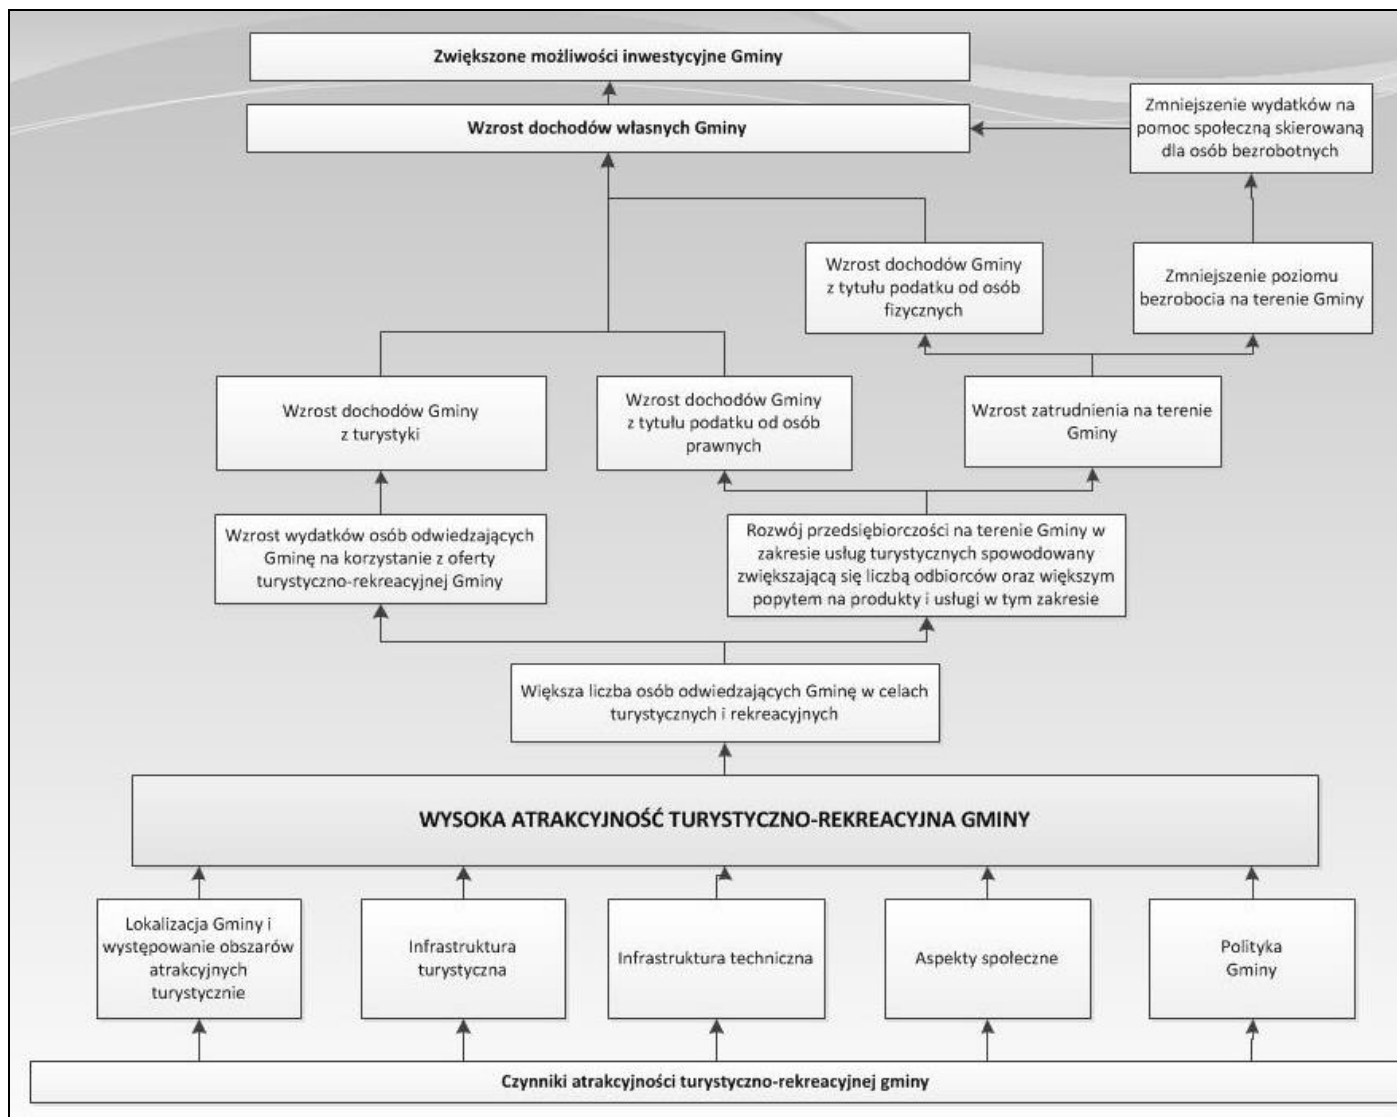 Zwiększone możliwości inwestycyjne Gminy
Wzrost dochodów własnych Gminy
Zmniejszenie wydatków na
pomoc społeczną skierowaną
dla osób bezrobotnych
Wzrost dochodów Gminy
z tytułu podatku od osób
fizycznych
Zmniejszenie poziomu
bezrobocia na terenie Gminy
Wzrost dochodów Gminy
z turystyki
Wzrost dochodów Gminy
z tytułu podatku od osób
prawnych
Wzrost zatrudnienia na terenie
Gminy
Wzrost wydatków osób odwiedzających
Gminę na korzystanie z oferty
turystyczno-rekreacyjnej Gminy
Rozwój przedsiębiorczości na terenie Gminy w
zakresie usług turystycznych spowodowany
zwiększającą się liczbą odbiorców oraz większym
popytem na produkty i usługi w tym zakresie
Większa liczba osób odwiedzających Gminę w celach
turystycznych i rekreacyjnych
WYSOKA ATRAKCYJNOŚĆ TURYSTYCZNO-REKREACYJNA GMINY
Lokalizacja Gminy i
występowanie obszarów
atrakcyjnych
turystycznie
Infrastruktura
turystyczna
Infrastruktura techniczna
Aspekty społeczne
Polityka
Gminy
Czynniki atrakcyjności turystyczno-rekreacyjnej gminy